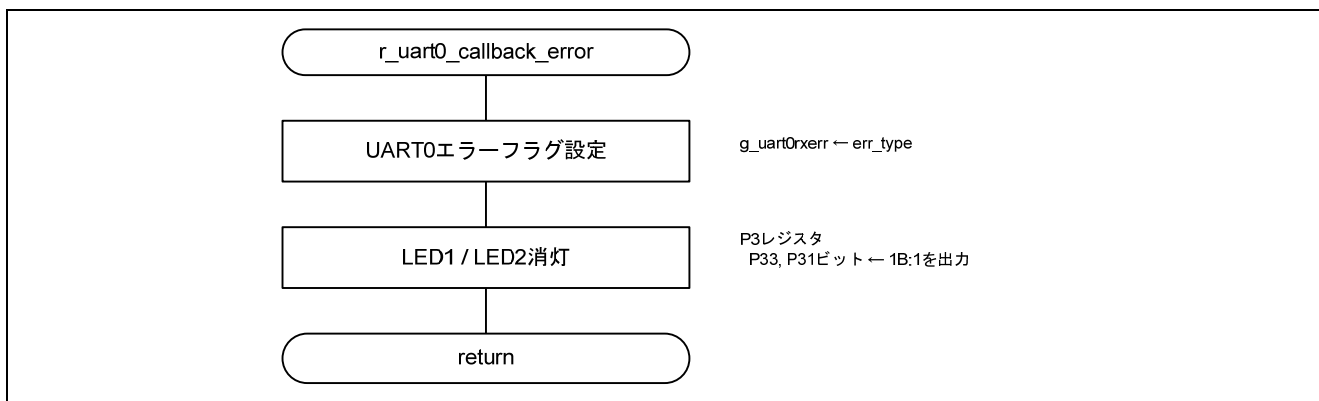 r_uart0_callback_error
UART0エラーフラグ設定
g_uart0rxerr ← err_type
LED1 / LED2消灯
P3レジスタ
P33, P31ビット ← 1B:1を出力
return